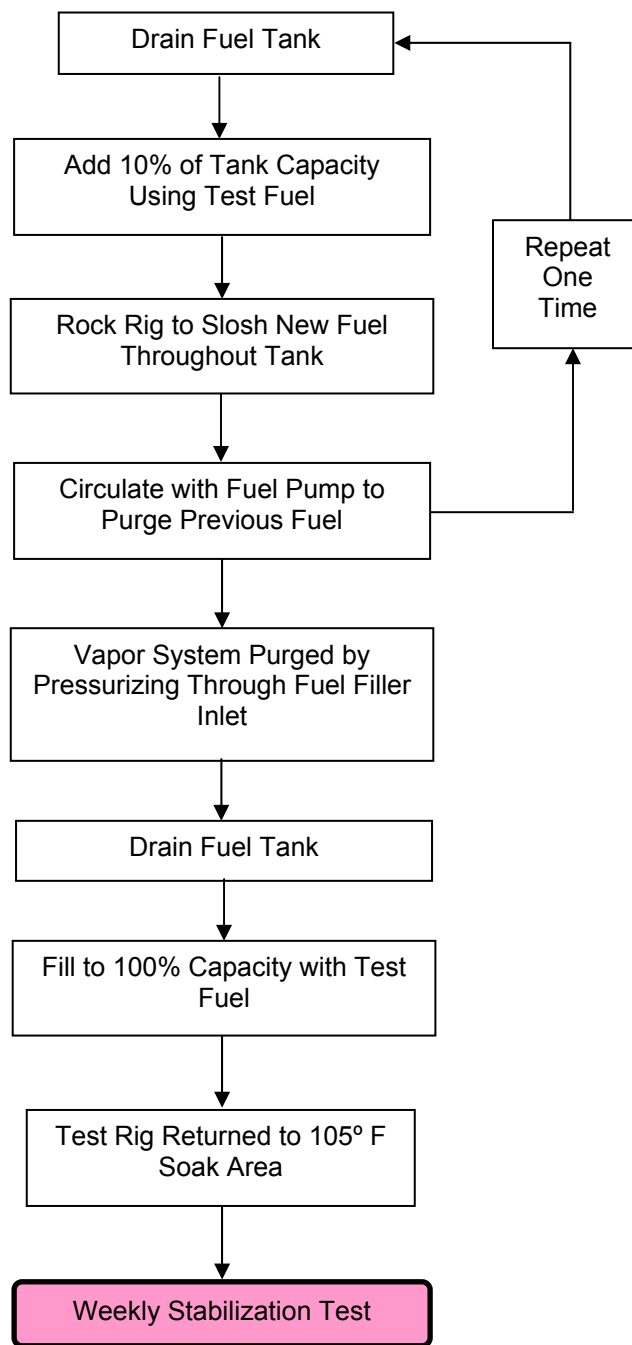 Drain Fuel Tank
Add 10% of Tank Capacity
Using Test Fuel
Repeat
One
Time
Rock Rig to Slosh New Fuel
Throughout Tank
Circulate with Fuel Pump to
Purge Previous Fuel
Vapor System Purged by
Pressurizing Through Fuel Filler
Inlet
Drain Fuel Tank
Fill to 100% Capacity with Test
Fuel
Test Rig Returned to 105º F
Soak Area
Weekly Stabilization Test